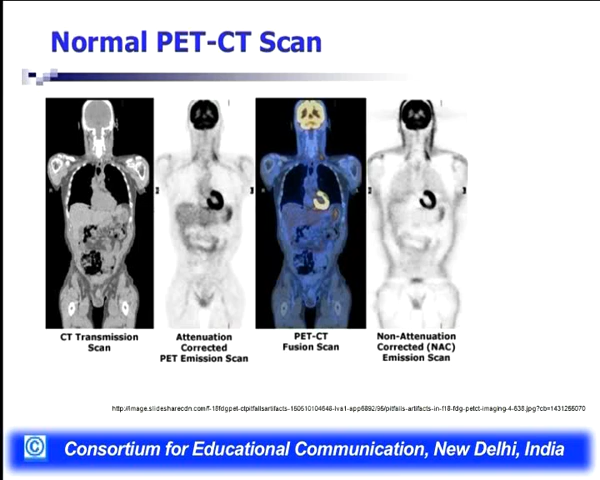 Normal PET-CT Scan
CT Transmission
Scan
Attenuation
Corrected
PET Emission Scan
PET-CT
Fusion Scan
Non-Attenuation
Corrected (NAC)
Emission Scan
© Consortium for Educational Communication, New Delhi, India